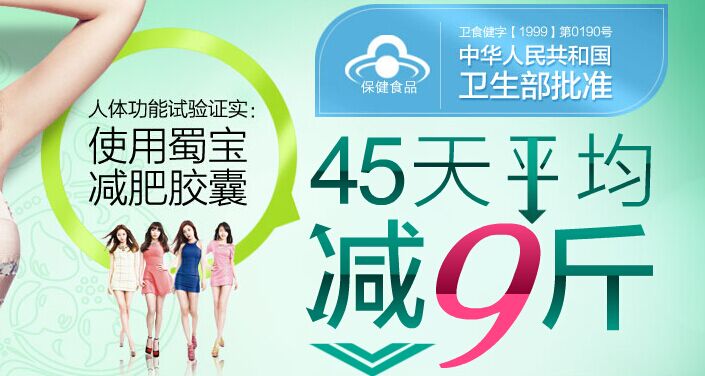 卫食健字【1999】第0190号
中华人民共和国
卫生部批准
保健食品
人体功能试验证实:
使用蜀宝
减肥胶囊
45天平均
减9斤